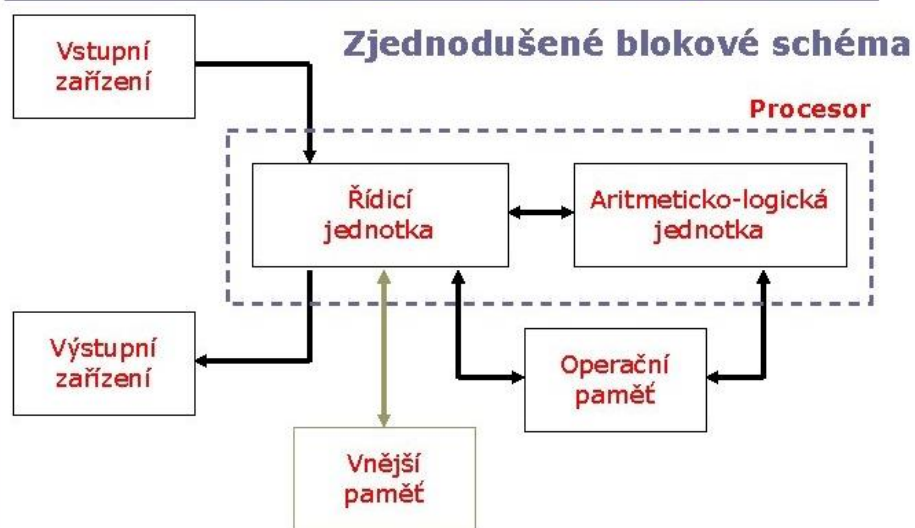 Zjednodušené blokové schéma
Vstupní
zařízení
Procesor
Řídicí
jednotka
Aritmeticko-logická
jednotka
Výstupní
zařízení
Operační
paměť
Vnější
paměť